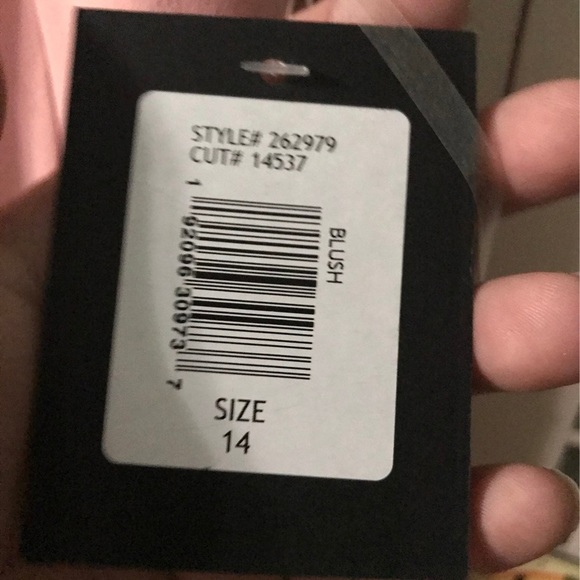 STYLE# 262979
CUT# 14537
BLUSH
1 92096 30973 7
SIZE
14